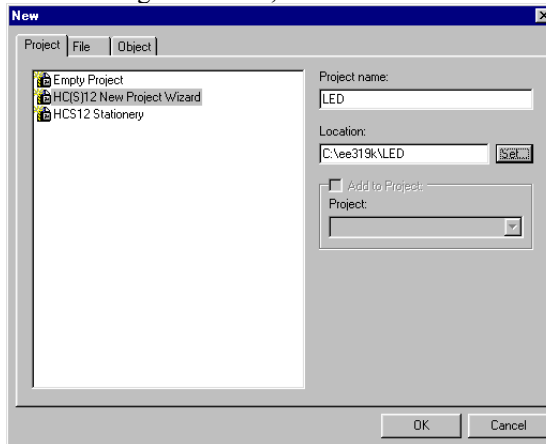 New
Project
File
Object
Empty Project
HC(S)12 New Project Wizard
HCS12 Stationery
Project name:
LED
Location:
C:\ee319k\LED
Set...
Add to Project:
Project:
OK
Cancel